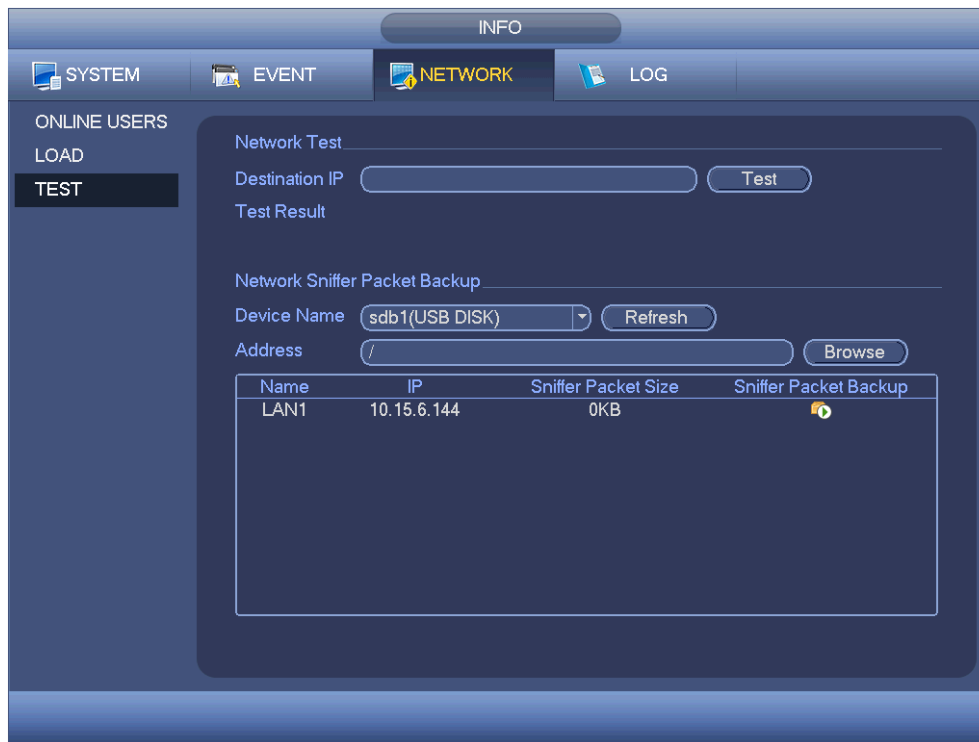 INFO
SYSTEM EVENT NETWORK LOG
ONLINE USERS
LOAD
TEST
Network Test
Destination IP Test
Test Result
Network Sniffer Packet Backup
Device Name sdb1(USB DISK) Refresh
Address / Browse
Name IP Sniffer Packet Size Sniffer Packet Backup
LAN1 10.15.6.144 0KB